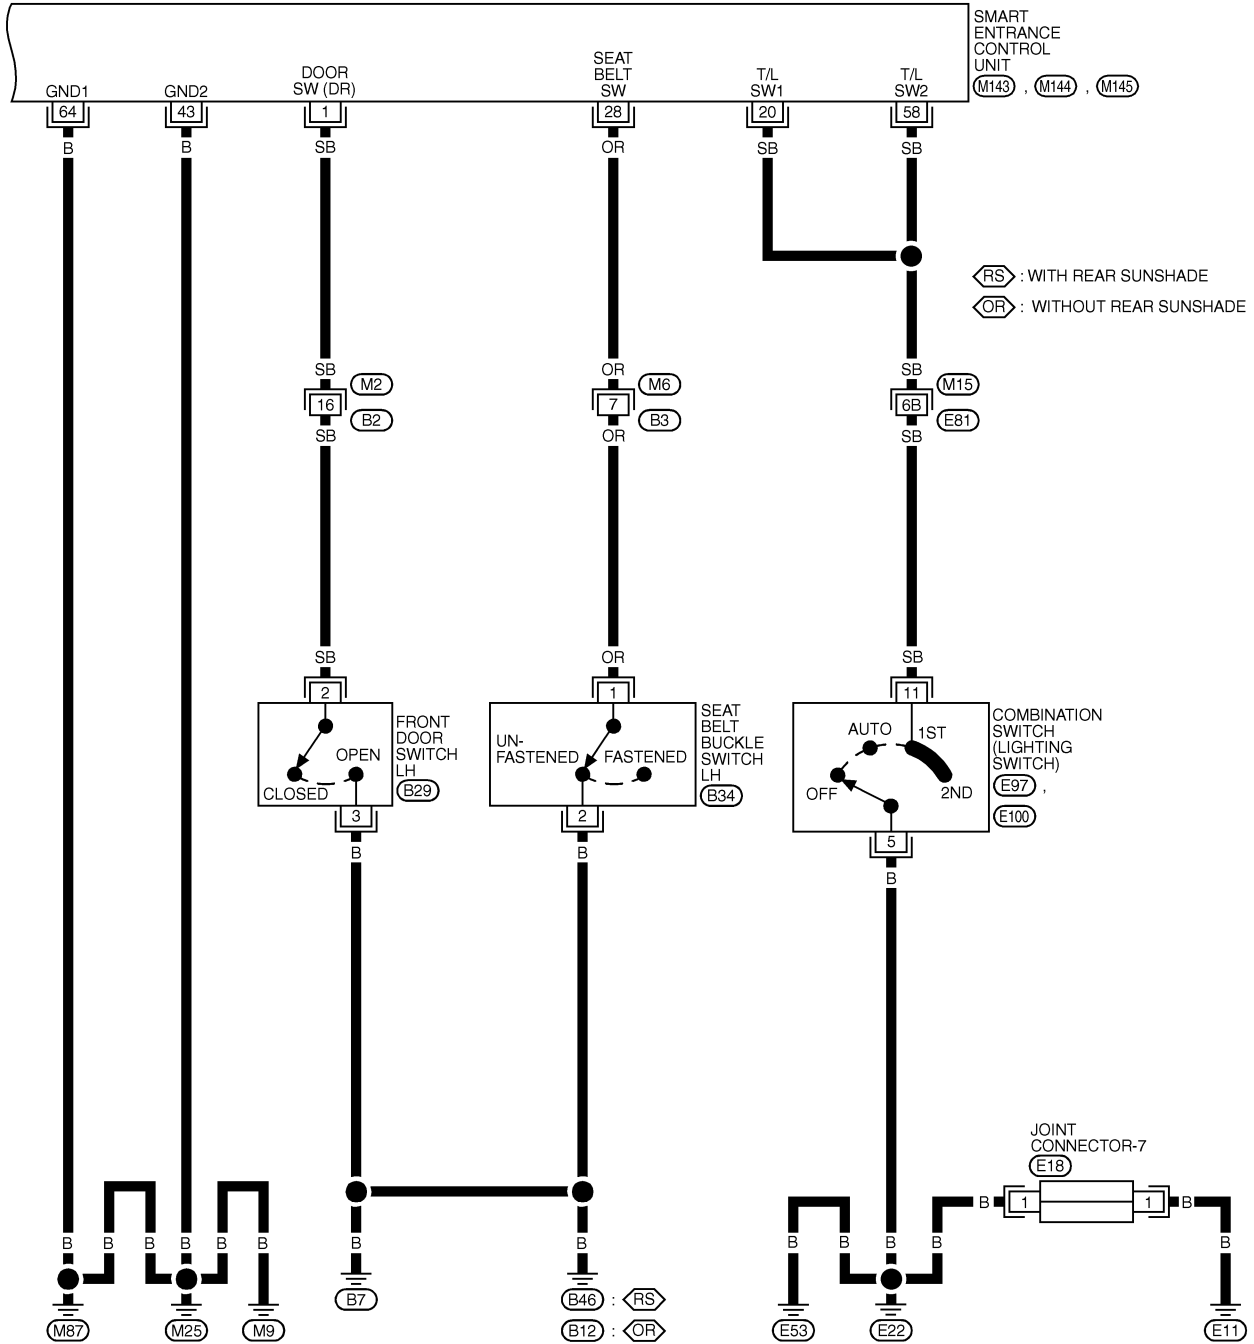 SMART
ENTRANCE
CONTROL
UNIT
M143 , M144 , M145
GND1
GND2
DOOR
SW (DR)
SEAT
BELT
SW
T/L
SW1
T/L
SW2
64
43
1
28
20
58
B
B
SB
OR
SB
SB
RS : WITH REAR SUNSHADE
OR : WITHOUT REAR SUNSHADE
SB
OR
SB
M2
M6
M15
16
7
6B
B2
B3
E81
SB
OR
SB
SB
OR
SB
2
1
11
FRONT
DOOR
SWITCH
LH
B29
OPEN
CLOSED
SEAT
BELT
BUCKLE
SWITCH
LH
B34
UN-
FASTENED
FASTENED
COMBINATION
SWITCH
(LIGHTING
SWITCH)
E97 ,
E100
AUTO
1ST
OFF
2ND
3
2
5
B
B
B
JOINT
CONNECTOR-7
E18
B
1
1
B
B
B
B
B
B
B
B
B
B
B
B
B
B7
B46 : RS
B12 : OR
M87
M25
M9
E53
E22
E11